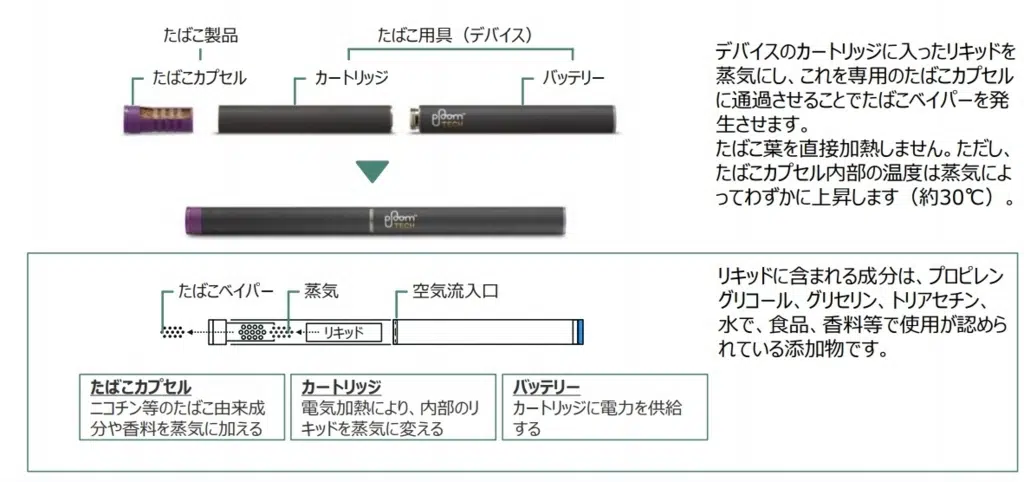 たばこ製品
たばこ用具（デバイス）
たばこカプセル
カートリッジ
バッテリー
ploom
TECH
ploom
TECH
デバイスのカートリッジに入ったリキッドを
蒸気にし、これを専用のたばこカプセル
に通過させることでたばこベイパーを発
生させます。
たばこ葉を直接加熱しません。ただし、
たばこカプセル内部の温度は蒸気によ
ってわずかに上昇します（約30℃）。
たばこベイパー
蒸気
空気流入口
リキッド
たばこカプセル
ニコチン等のたばこ由来成
分や香料を蒸気に加える
カートリッジ
電気加熱により、内部のリ
キッドを蒸気に変える
バッテリー
カートリッジに電力を供給
する
リキッドに含まれる成分は、プロピレン
グリコール、グリセリン、トリアセチン、
水で、食品、香料等で使用が認めら
れている添加物です。